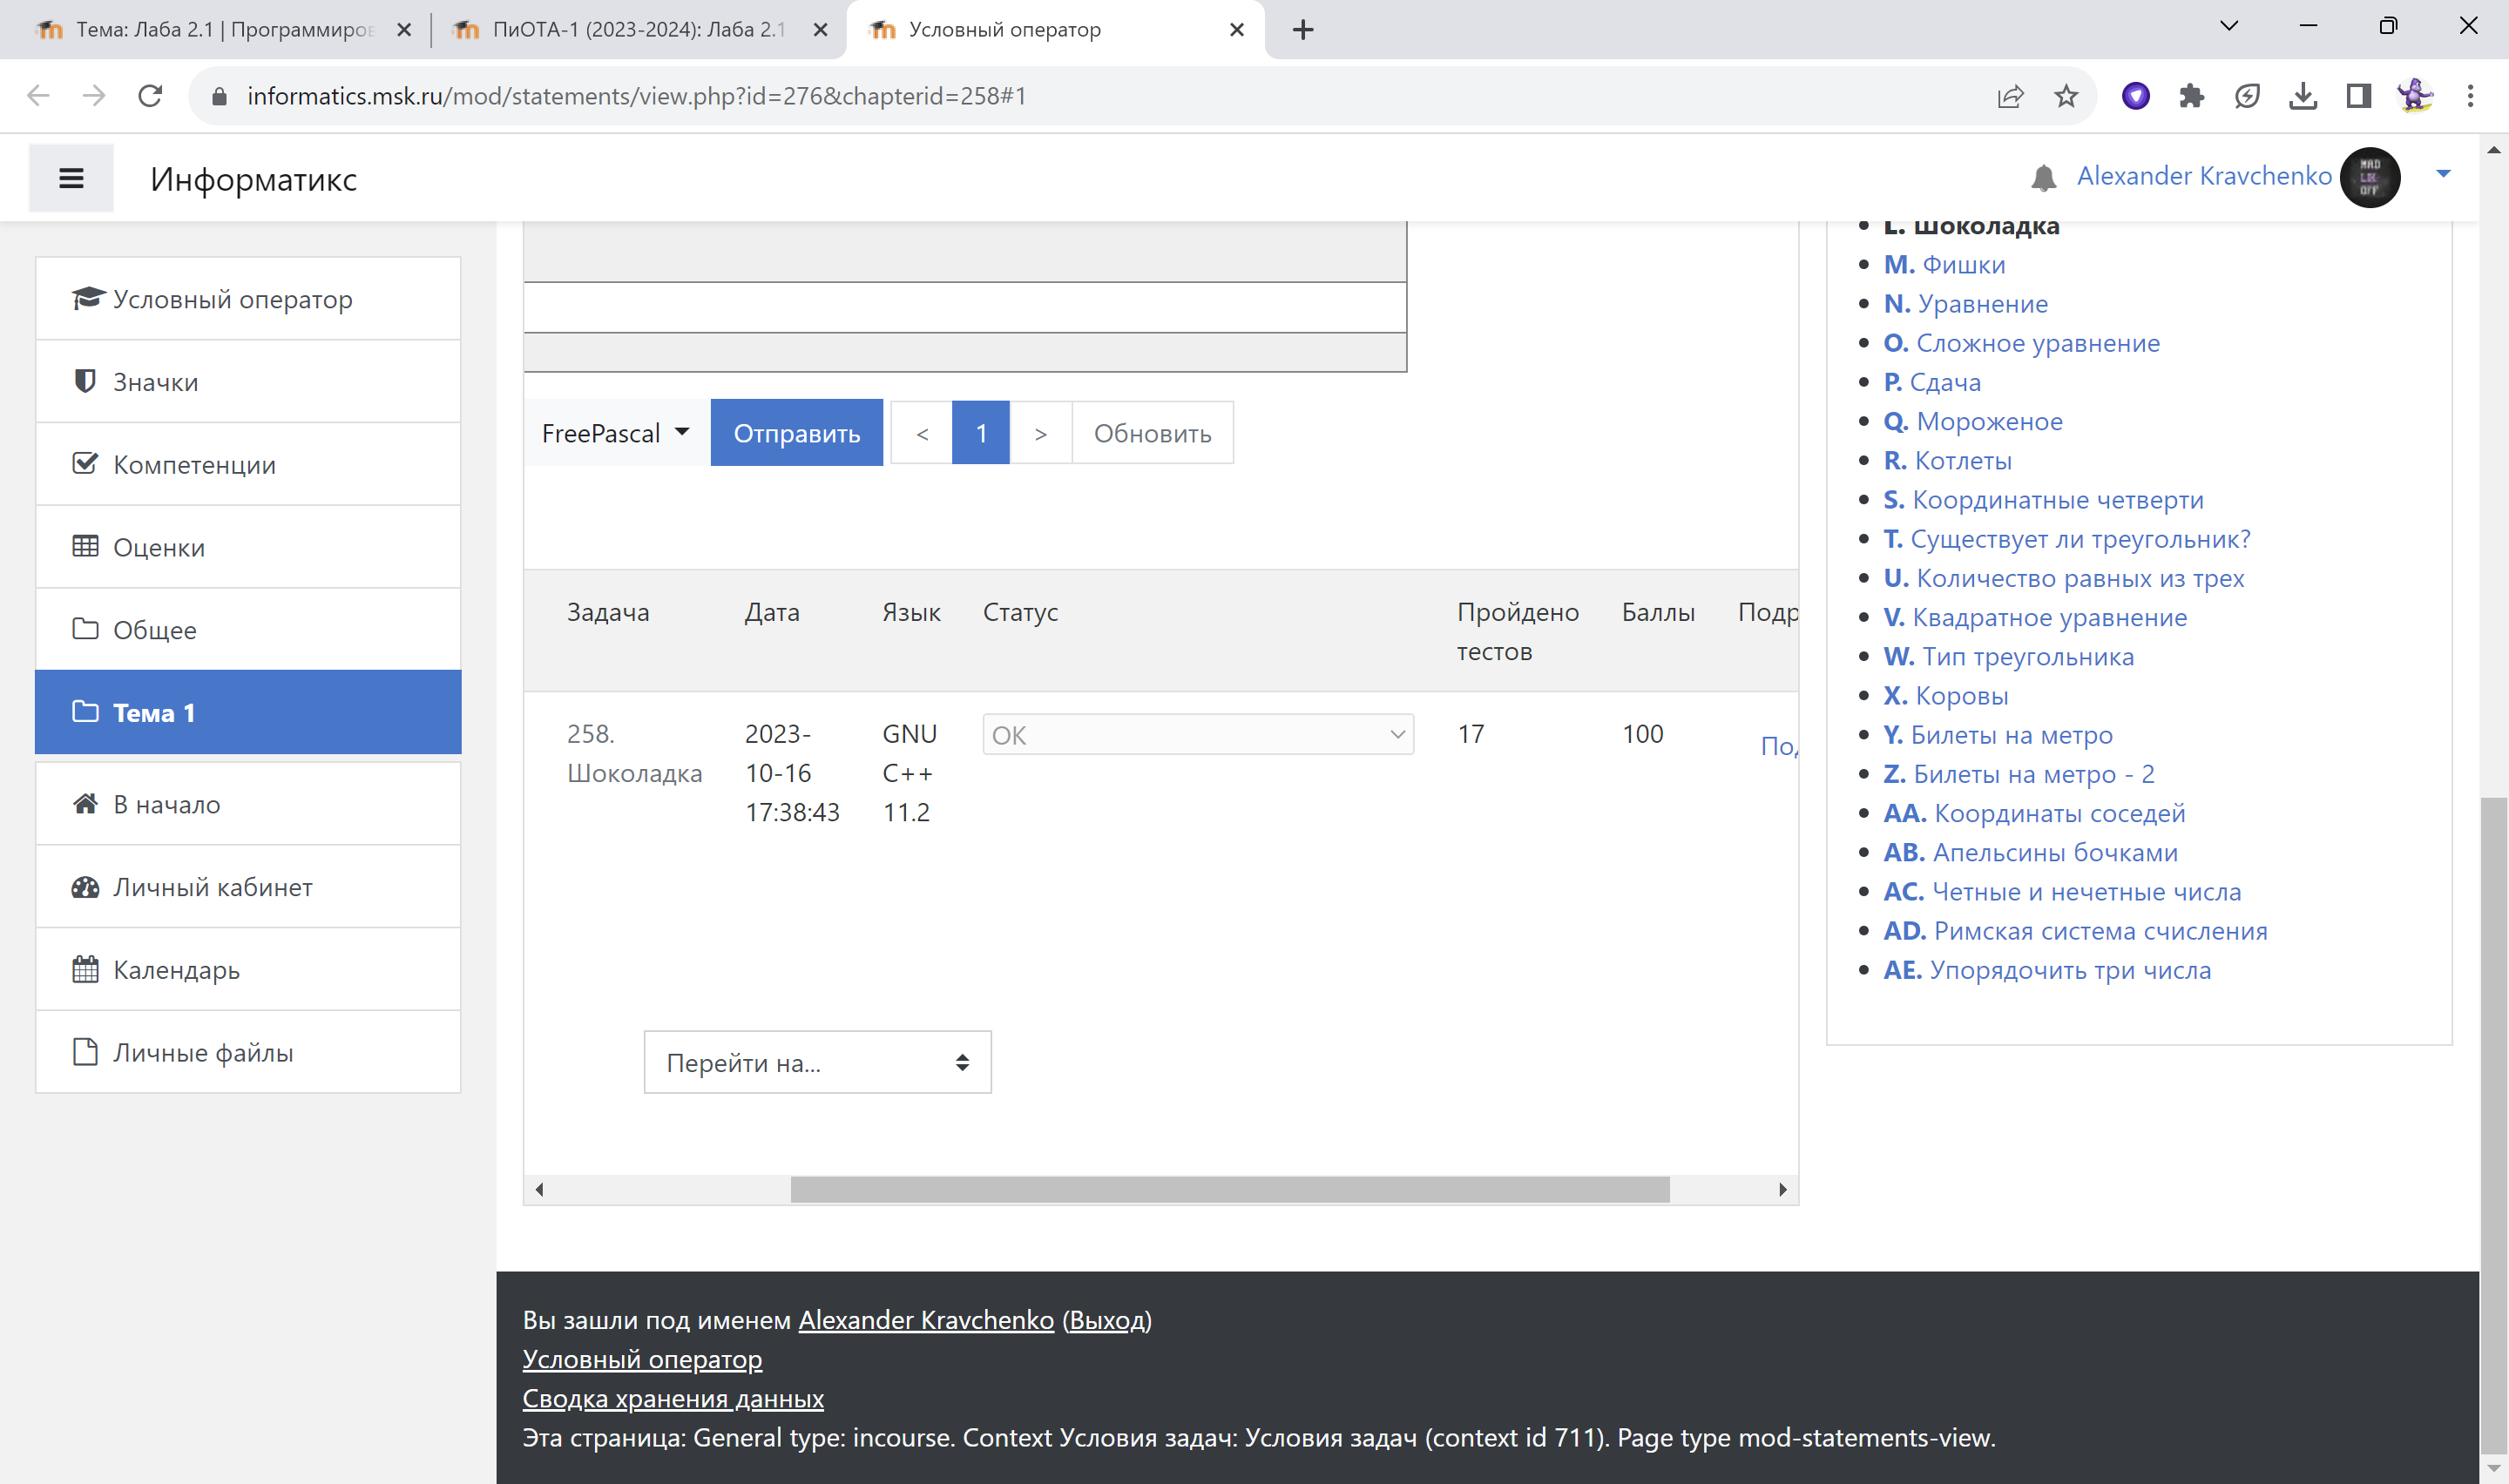 Тема: Лаба 2.1 | Программиров
ПиОТА-1 (2023-2024): Лаба 2.1
Условный оператор
informatics.msk.ru/mod/statements/view.php?id=276&chapterid=258#1
Информатикс
Alexander Kravchenko
MAD
OFF
Условный оператор
Значки
Компетенции
Оценки
Общее
Тема 1
В начало
Личный кабинет
Календарь
Личные файлы
FreePascal
Отправить
<
1
>
Обновить
Задача
Дата
Язык
Статус
Пройдено
тестов
Баллы
Подр
258.
Шоколадка
2023-
10-16
17:38:43
GNU
C++
11.2
OK
17
100
Под
Перейти на...
L. Шоколадка
M. Фишки
N. Уравнение
O. Сложное уравнение
P. Сдача
Q. Мороженое
R. Котлеты
S. Координатные четверти
T. Существует ли треугольник?
U. Количество равных из трех
V. Квадратное уравнение
W. Тип треугольника
X. Коровы
Y. Билеты на метро
Z. Билеты на метро - 2
AA. Координаты соседей
AB. Апельсины бочками
AC. Четные и нечетные числа
AD. Римская система счисления
AE. Упорядочить три числа
Вы зашли под именем Alexander Kravchenko (Выход)
Условный оператор
Сводка хранения данных
Эта страница: General type: incourse. Context Условия задач: Условия задач (context id 711). Page type mod-statements-view.